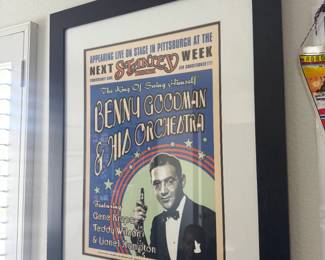 APPEARING LIVE ON STAGE IN PITTSBURGH AT THE
NEXT STANLEY WEEK
The King Of Swing Himself
BENNY GOODMAN
& HIS ORCHESTRA
Featuring
Gene Krupa
Teddy Wilson
& Lionel Hampton